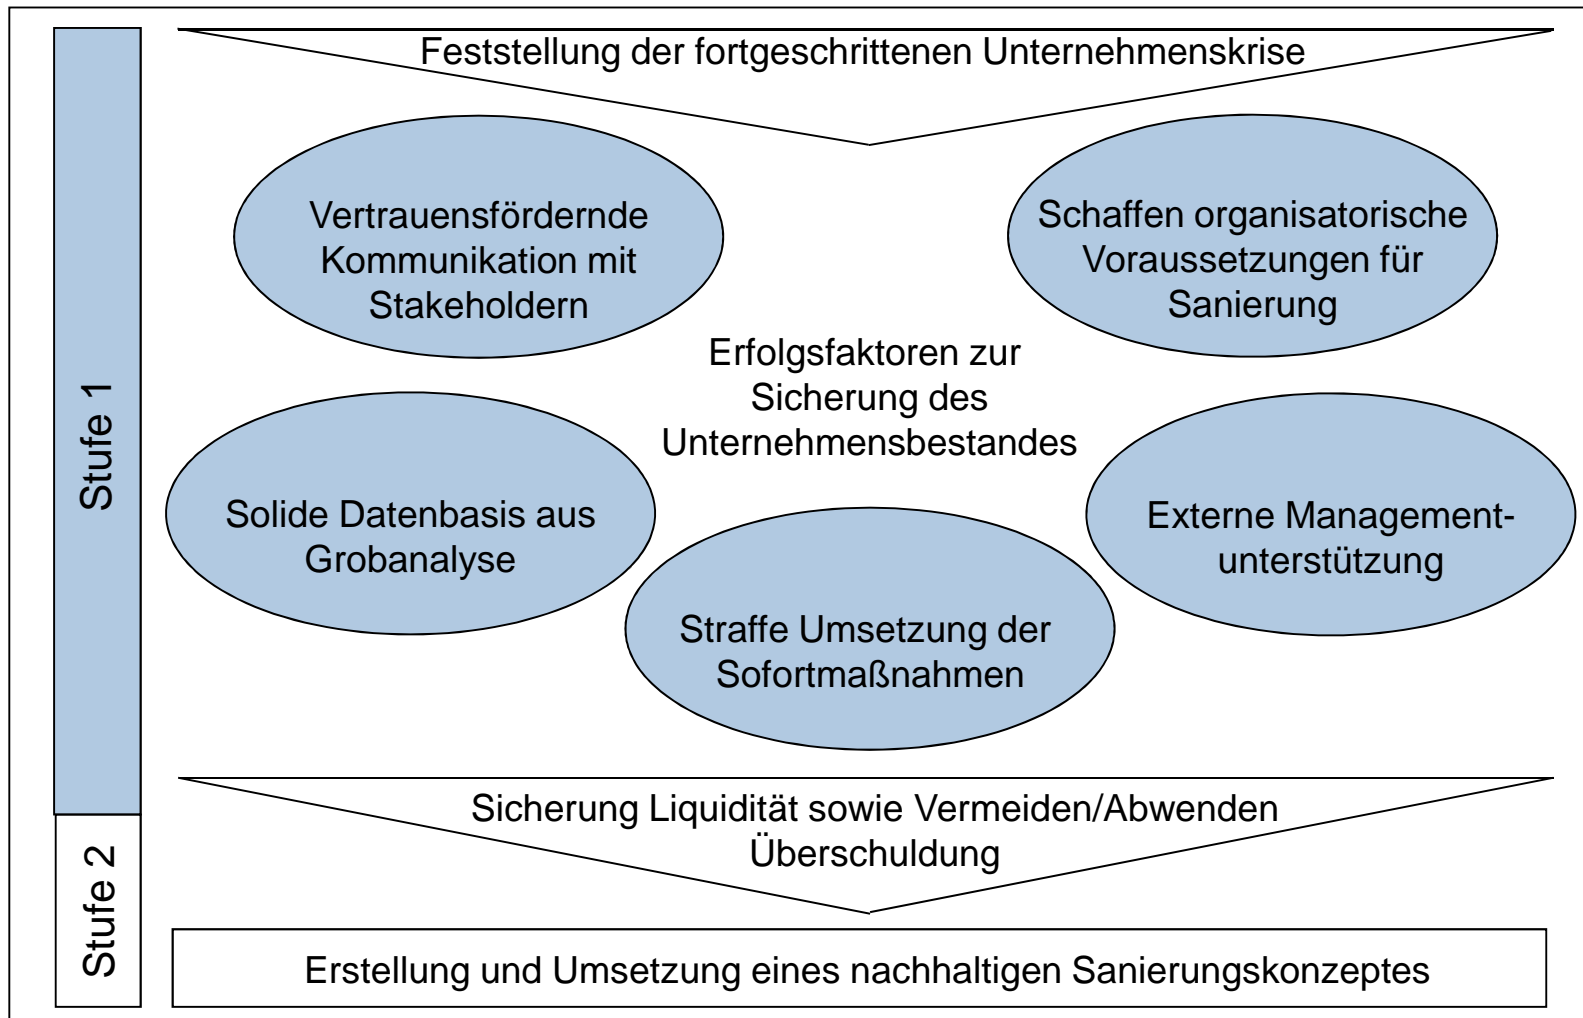 Feststellung der fortgeschrittenen Unternehmenskrise
Stufe 1
Vertrauensfördernde
Kommunikation mit
Stakeholdern
Schaffen organisatorische
Voraussetzungen für
Sanierung
Erfolgsfaktoren zur
Sicherung des
Unternehmensbestandes
Solide Datenbasis aus
Grobanalyse
Externe Management-
unterstützung
Straffe Umsetzung der
Sofortmaßnahmen
Sicherung Liquidität sowie Vermeiden/Abwenden
Überschuldung
Stufe 2
Erstellung und Umsetzung eines nachhaltigen Sanierungskonzeptes